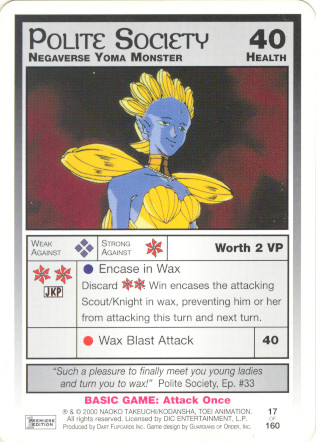 Polite Society 40
Negaverse Yoma Monster Health
Weak Against Strong Against Worth 2 VP
JKP
Encase in Wax
Discard Win encases the attacking
Scout/Knight in wax, preventing him or her
from attacking this turn and next turn.
Wax Blast Attack 40
"Such a pleasure to finally meet you young ladies
and turn you to wax!" Polite Society, Ep. #33
BASIC GAME: Attack Once
PREMIERE EDITION
® & © 2000 NAOKO TAKEUCHI/KODANSHA, TOEI ANIMATION.
All rights reserved. Licensed by DIC ENTERTAINMENT, L.P.
Produced by Dart Flipcards Inc. Game design by Guardians of Order, Inc.
17
OF
160